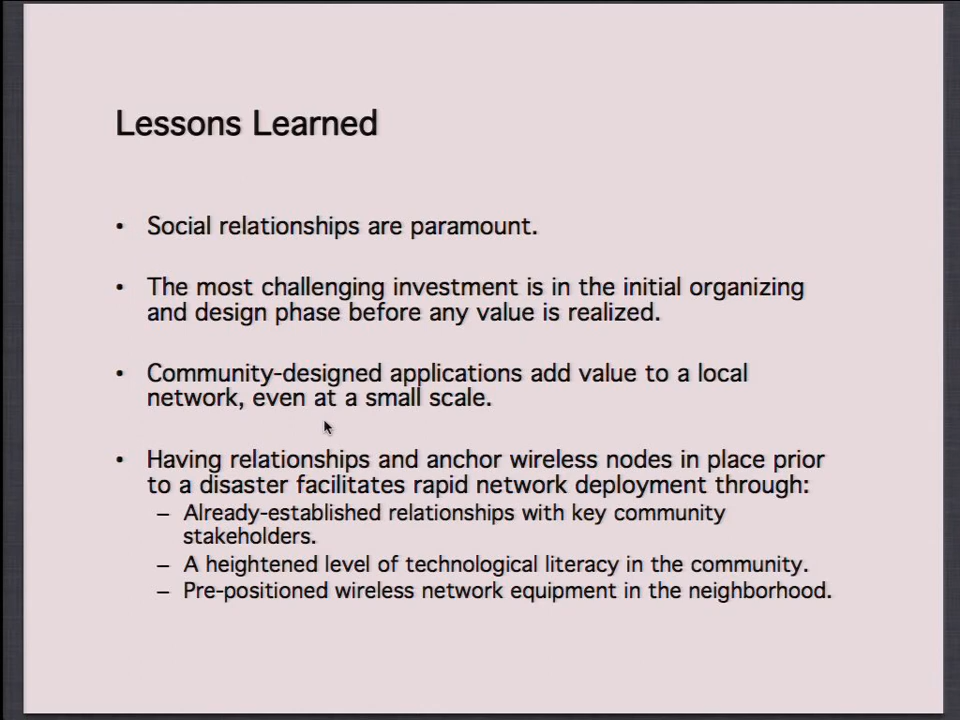 Lessons Learned
• Social relationships are paramount.
• The most challenging investment is in the initial organizing
and design phase before any value is realized.
• Community-designed applications add value to a local
network, even at a small scale.
• Having relationships and anchor wireless nodes in place prior
to a disaster facilitates rapid network deployment through:
– Already-established relationships with key community
stakeholders.
– A heightened level of technological literacy in the community.
– Pre-positioned wireless network equipment in the neighborhood.